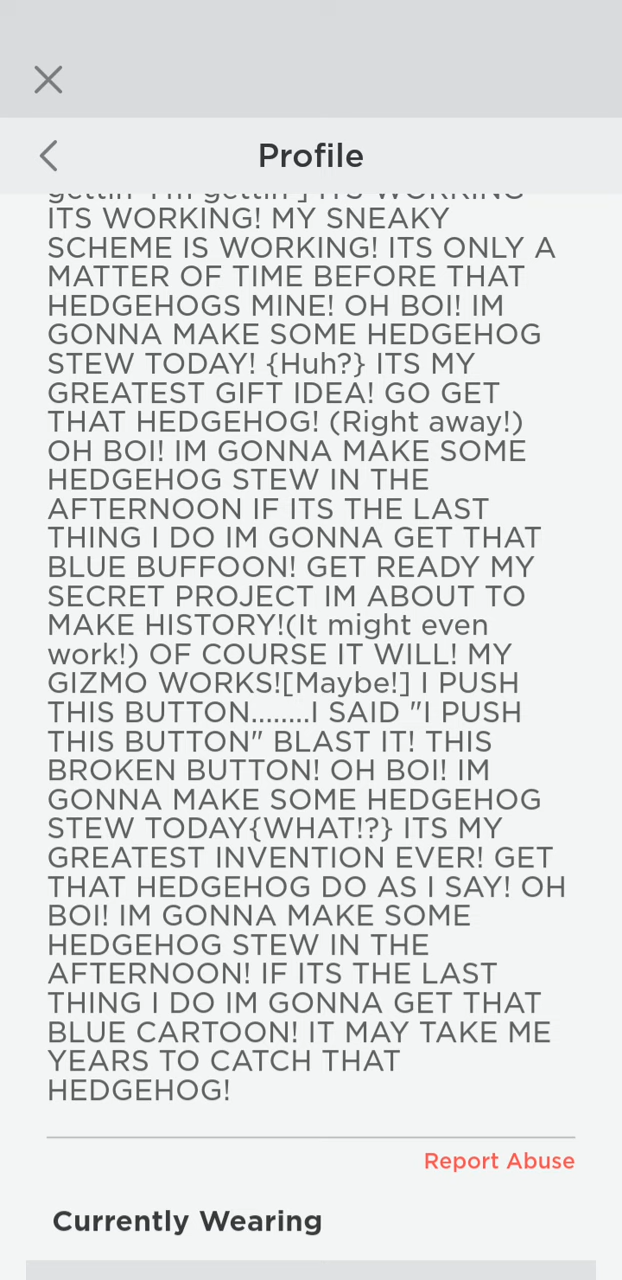 Profile
gettin' I'm gettin'] ITS WORKING
ITS WORKING! MY SNEAKY
SCHEME IS WORKING! ITS ONLY A
MATTER OF TIME BEFORE THAT
HEDGEHOGS MINE! OH BOI! IM
GONNA MAKE SOME HEDGEHOG
STEW TODAY! {Huh?} ITS MY
GREATEST GIFT IDEA! GO GET
THAT HEDGEHOG! (Right away!)
OH BOI! IM GONNA MAKE SOME
HEDGEHOG STEW IN THE
AFTERNOON IF ITS THE LAST
THING I DO IM GONNA GET THAT
BLUE BUFFOON! GET READY MY
SECRET PROJECT IM ABOUT TO
MAKE HISTORY!(It might even
work!) OF COURSE IT WILL! MY
GIZMO WORKS![Maybe!] I PUSH
THIS BUTTON........I SAID "I PUSH
THIS BUTTON" BLAST IT! THIS
BROKEN BUTTON! OH BOI! IM
GONNA MAKE SOME HEDGEHOG
STEW TODAY{WHAT!?} ITS MY
GREATEST INVENTION EVER! GET
THAT HEDGEHOG DO AS I SAY! OH
BOI! IM GONNA MAKE SOME
HEDGEHOG STEW IN THE
AFTERNOON! IF ITS THE LAST
THING I DO IM GONNA GET THAT
BLUE CARTOON! IT MAY TAKE ME
YEARS TO CATCH THAT
HEDGEHOG!
Report Abuse
Currently Wearing